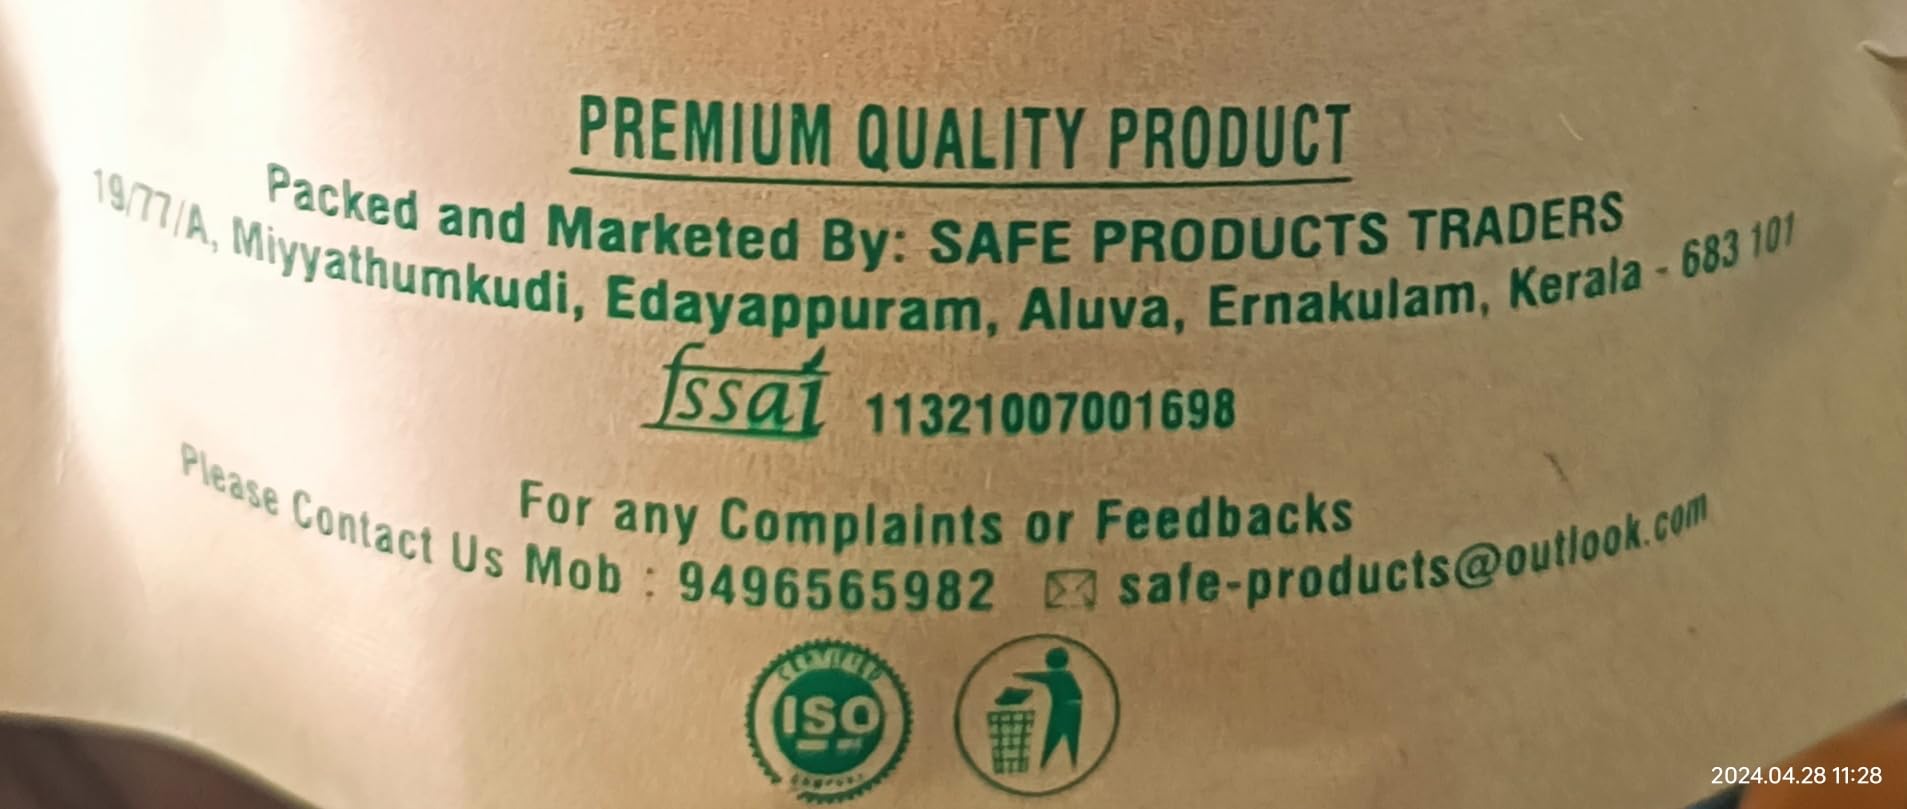 PREMIUM QUALITY PRODUCT
Packed and Marketed By: SAFE PRODUCTS TRADERS
19/77/A, Miyyathumkudi, Edayappuram, Aluva, Ernakulam, Kerala - 683 101
fssai 11321007001698
For any Complaints or Feedbacks
Please Contact Us Mob : 9496565982 safe-products@outlook.com
CERTIFIED
ISO
2024.04.28 11:28